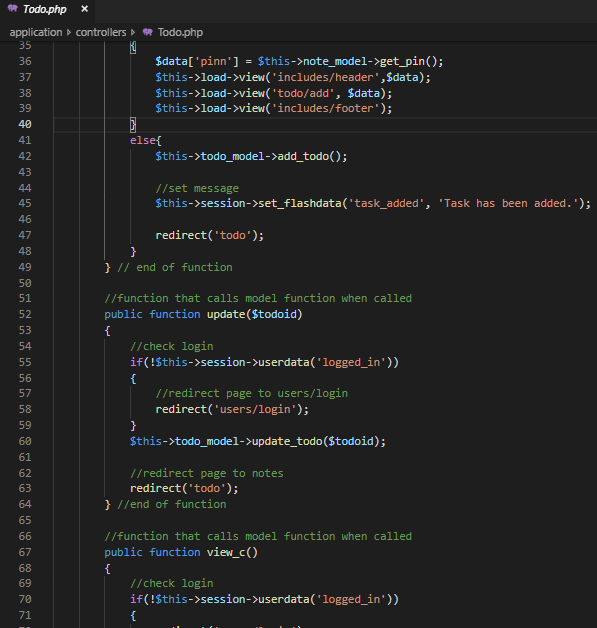 Todo.php ×
application › controllers › Todo.php
35 {
36 $data['pinn'] = $this->note_model->get_pin();
37 $this->load->view('includes/header',$data);
38 $this->load->view('todo/add', $data);
39 $this->load->view('includes/footer');
40 }
41 else{
42 $this->todo_model->add_todo();
43
44 //set message
45 $this->session->set_flashdata('task_added', 'Task has been added.');
46
47 redirect('todo');
48 }
49 } // end of function
50
51 //function that calls model function when called
52 public function update($todoid)
53 {
54 //check login
55 if(!$this->session->userdata('logged_in'))
56 {
57 //redirect page to users/login
58 redirect('users/login');
59 }
60 $this->todo_model->update_todo($todoid);
61
62 //redirect page to notes
63 redirect('todo');
64 } //end of function
65
66 //function that calls model function when called
67 public function view_c()
68 {
69 //check login
70 if(!$this->session->userdata('logged_in'))
71 {